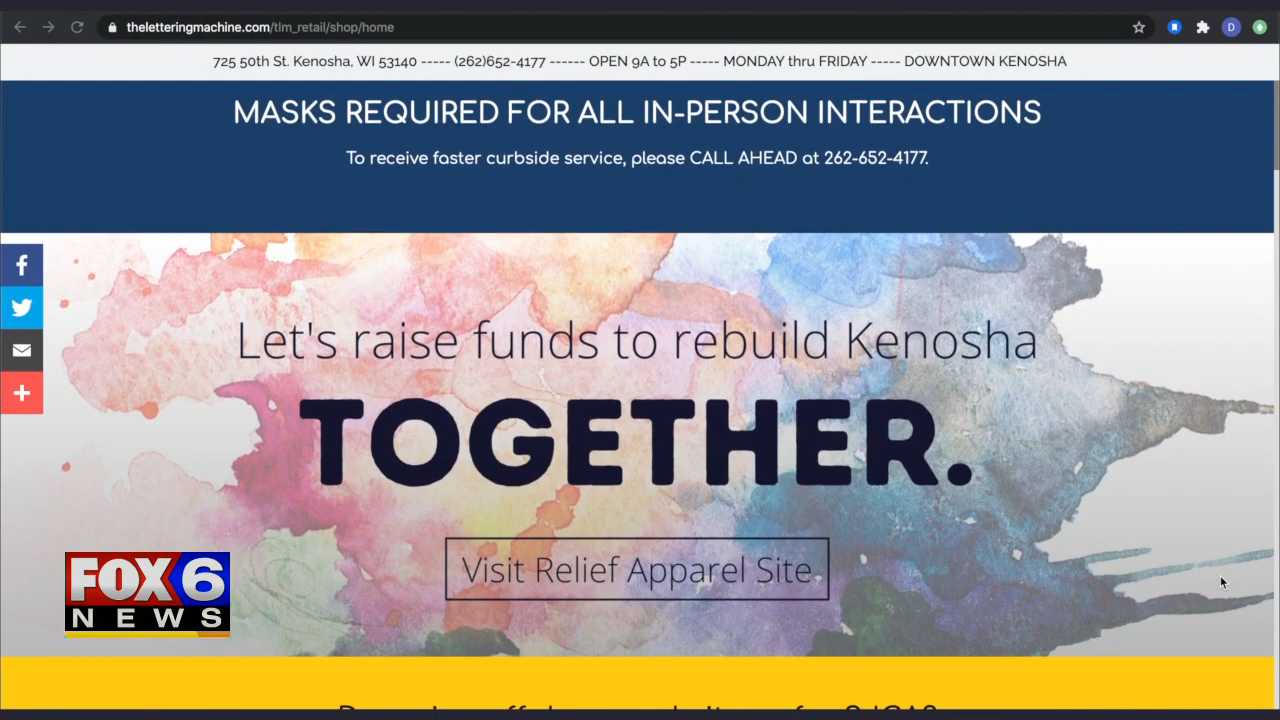 theletteringmachine.com/tlm_retail/shop/home
D
725 50th St. Kenosha, WI 53140 ----- (262)652-4177 ------ OPEN 9A to 5P ----- MONDAY thru FRIDAY ----- DOWNTOWN KENOSHA
MASKS REQUIRED FOR ALL IN-PERSON INTERACTIONS
To receive faster curbside service, please CALL AHEAD at 262-652-4177.
Let's raise funds to rebuild Kenosha
TOGETHER.
Visit Relief Apparel Site
FOX 6
NEWS